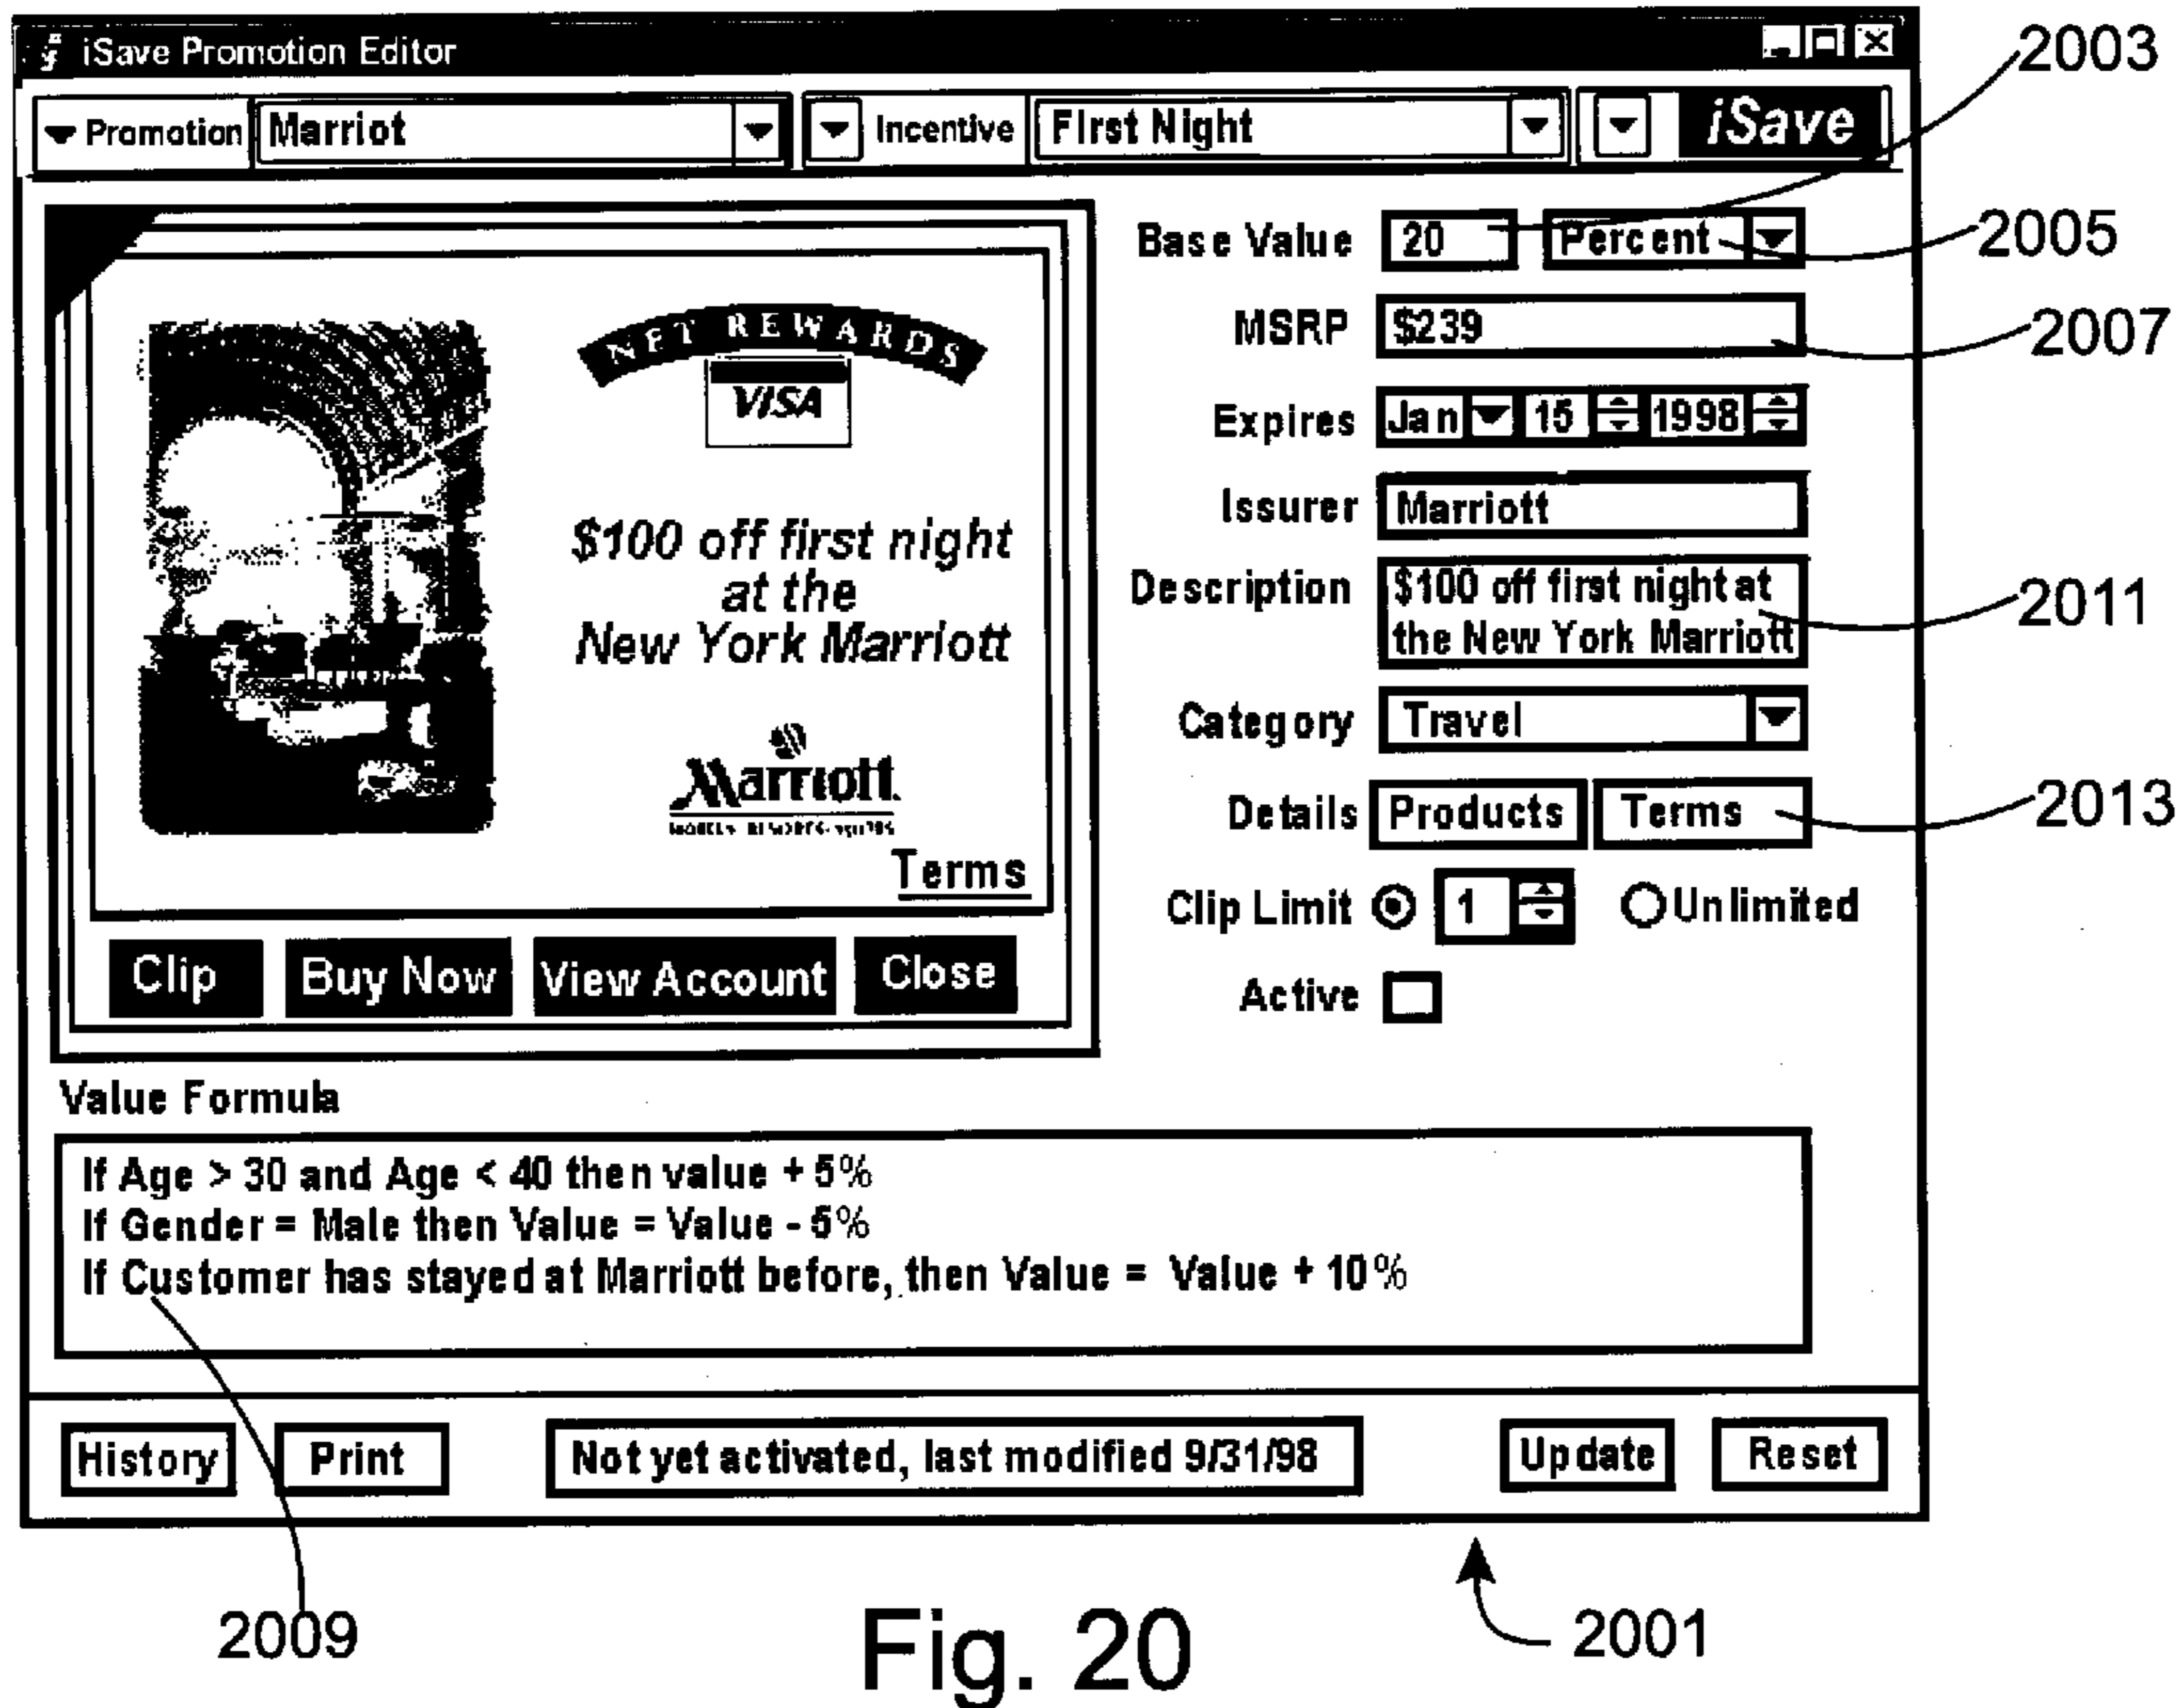 iSave Promotion Editor
2003
Promotion Marriot Incentive First Night iSave
Base Value 20 Percent
2005
MSRP $239
2007
Expires Jan 15 1998
Issurer Marriott
Description $100 off first night at
the New York Marriott
2011
Category Travel
Details Products Terms
2013
Clip Limit 1 Unlimited
Active
NET REWARDS
VISA
$100 off first night
at the
New York Marriott
Marriott.
Terms
Clip Buy Now View Account Close
Value Formula
If Age > 30 and Age < 40 then value + 5%
If Gender = Male then Value = Value - 5%
If Customer has stayed at Marriott before, then Value = Value + 10%
History Print Not yet activated, last modified 9/31/98 Update Reset
2009
Fig. 20
2001